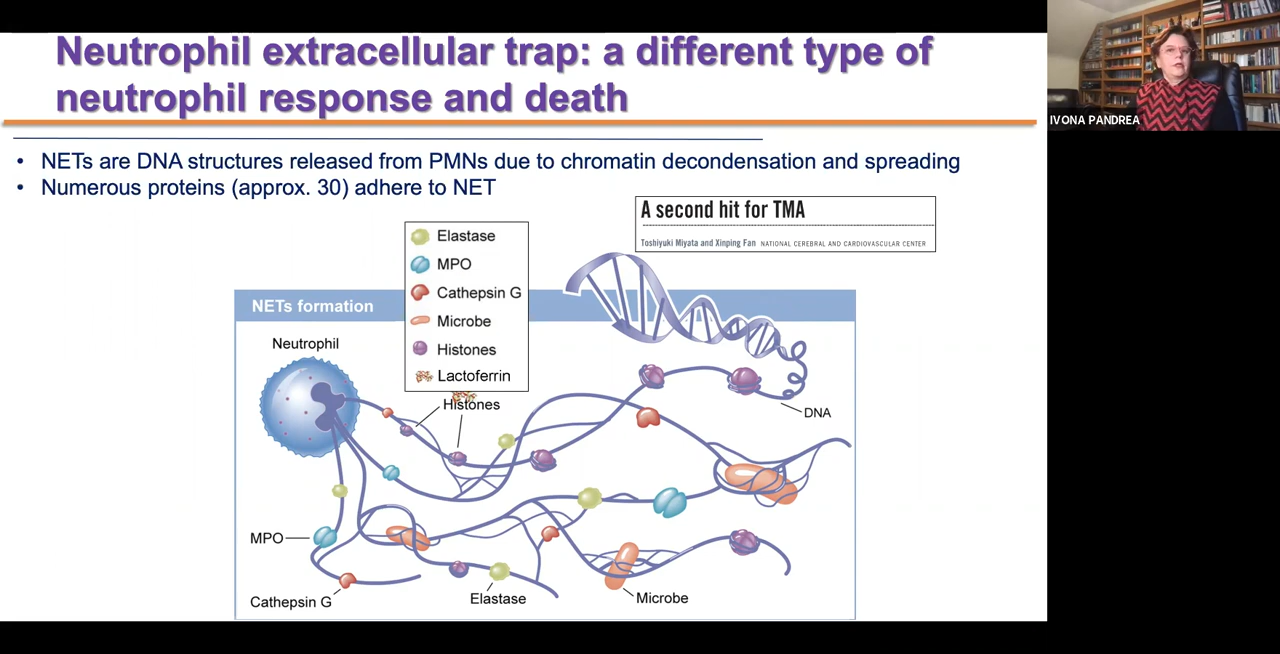 Neutrophil extracellular trap: a different type of
neutrophil response and death
IVONA PANDREA
• NETs are DNA structures released from PMNs due to chromatin decondensation and spreading
• Numerous proteins (approx. 30) adhere to NET
A second hit for TMA
Toshiyuki Miyata and Xinping Fan NATIONAL CEREBRAL AND CARDIOVASCULAR CENTER
Elastase
MPO
Cathepsin G
Microbe
Histones
Lactoferrin
NETs formation
Neutrophil
Histones
DNA
MPO
Cathepsin G
Elastase
Microbe